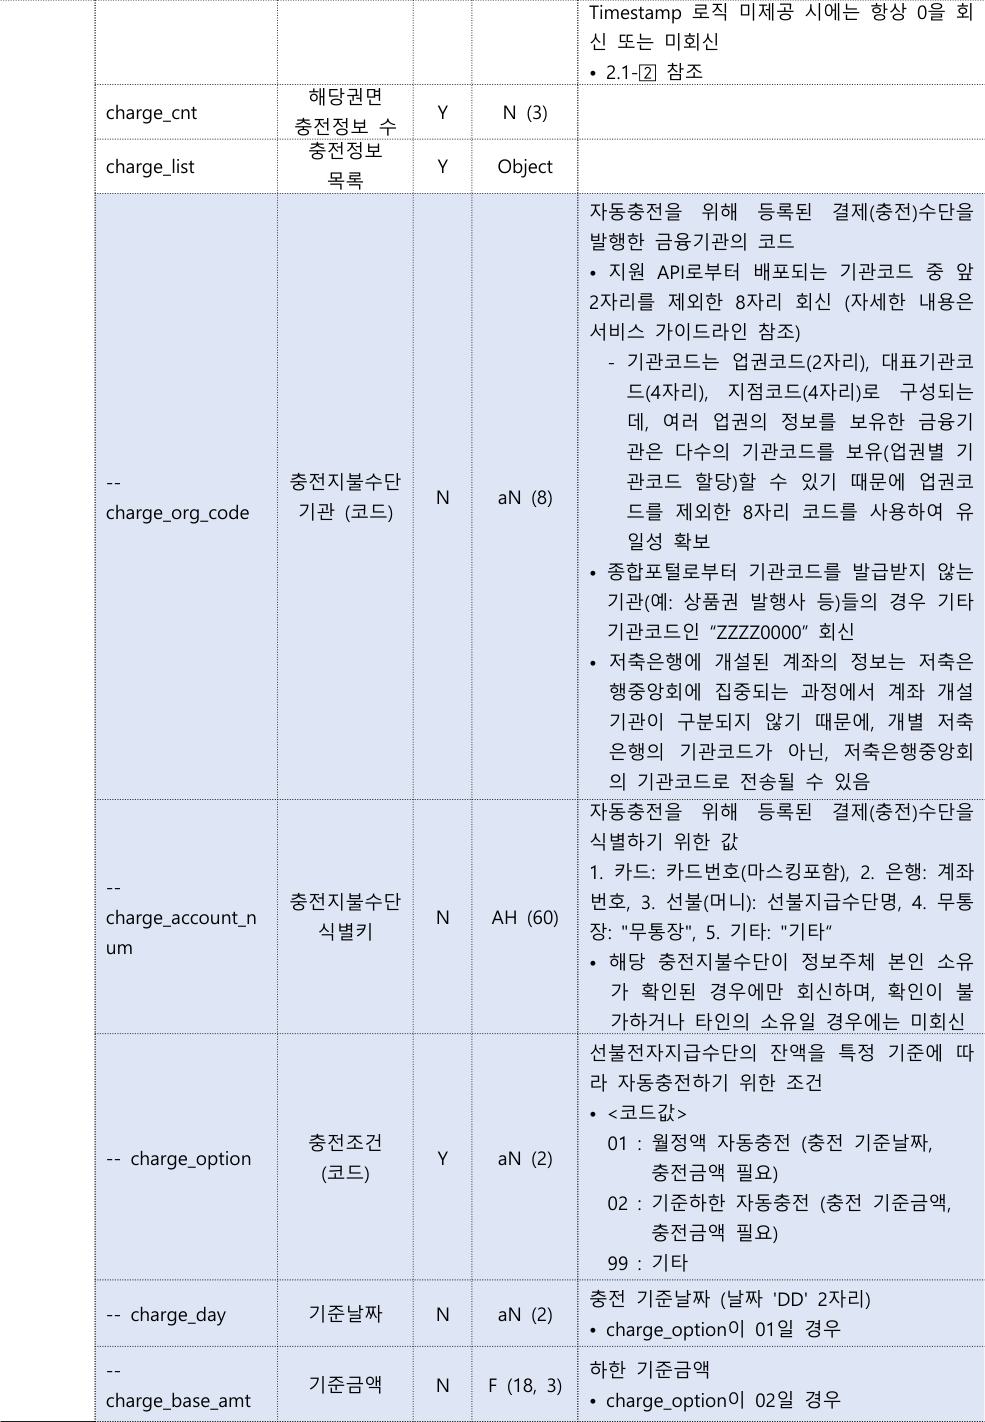 Timestamp 로직 미제공 시에는 항상 0을 회
신 또는 미회신
• 2.1-2 참조
charge_cnt
해당권면
충전정보 수
Y
N (3)
charge_list
충전정보
목록
Y
Object
--
charge_org_code
충전지불수단
기관 (코드)
N
aN (8)
자동충전을 위해 등록된 결제(충전)수단을
발행한 금융기관의 코드
• 지원 API로부터 배포되는 기관코드 중 앞
2자리를 제외한 8자리 회신 (자세한 내용은
서비스 가이드라인 참조)
- 기관코드는 업권코드(2자리), 대표기관코
드(4자리), 지점코드(4자리)로 구성되는
데, 여러 업권의 정보를 보유한 금융기
관은 다수의 기관코드를 보유(업권별 기
관코드 할당)할 수 있기 때문에 업권코
드를 제외한 8자리 코드를 사용하여 유
일성 확보
• 종합포털로부터 기관코드를 발급받지 않는
기관(예: 상품권 발행사 등)들의 경우 기타
기관코드인 “ZZZZ0000” 회신
• 저축은행에 개설된 계좌의 정보는 저축은
행중앙회에 집중되는 과정에서 계좌 개설
기관이 구분되지 않기 때문에, 개별 저축
은행의 기관코드가 아닌, 저축은행중앙회
의 기관코드로 전송될 수 있음
--
charge_account_n
um
충전지불수단
식별키
N
AH (60)
자동충전을 위해 등록된 결제(충전)수단을
식별하기 위한 값
1. 카드: 카드번호(마스킹포함), 2. 은행: 계좌
번호, 3. 선불(머니): 선불지급수단명, 4. 무통
장: "무통장", 5. 기타: "기타“
• 해당 충전지불수단이 정보주체 본인 소유
가 확인된 경우에만 회신하며, 확인이 불
가하거나 타인의 소유일 경우에는 미회신
-- charge_option
충전조건
(코드)
Y
aN (2)
선불전자지급수단의 잔액을 특정 기준에 따
라 자동충전하기 위한 조건
• <코드값>
01 : 월정액 자동충전 (충전 기준날짜,
충전금액 필요)
02 : 기준하한 자동충전 (충전 기준금액,
충전금액 필요)
99 : 기타
-- charge_day
기준날짜
N
aN (2)
충전 기준날짜 (날짜 'DD' 2자리)
• charge_option이 01일 경우
--
charge_base_amt
기준금액
N
F (18, 3)
하한 기준금액
• charge_option이 02일 경우